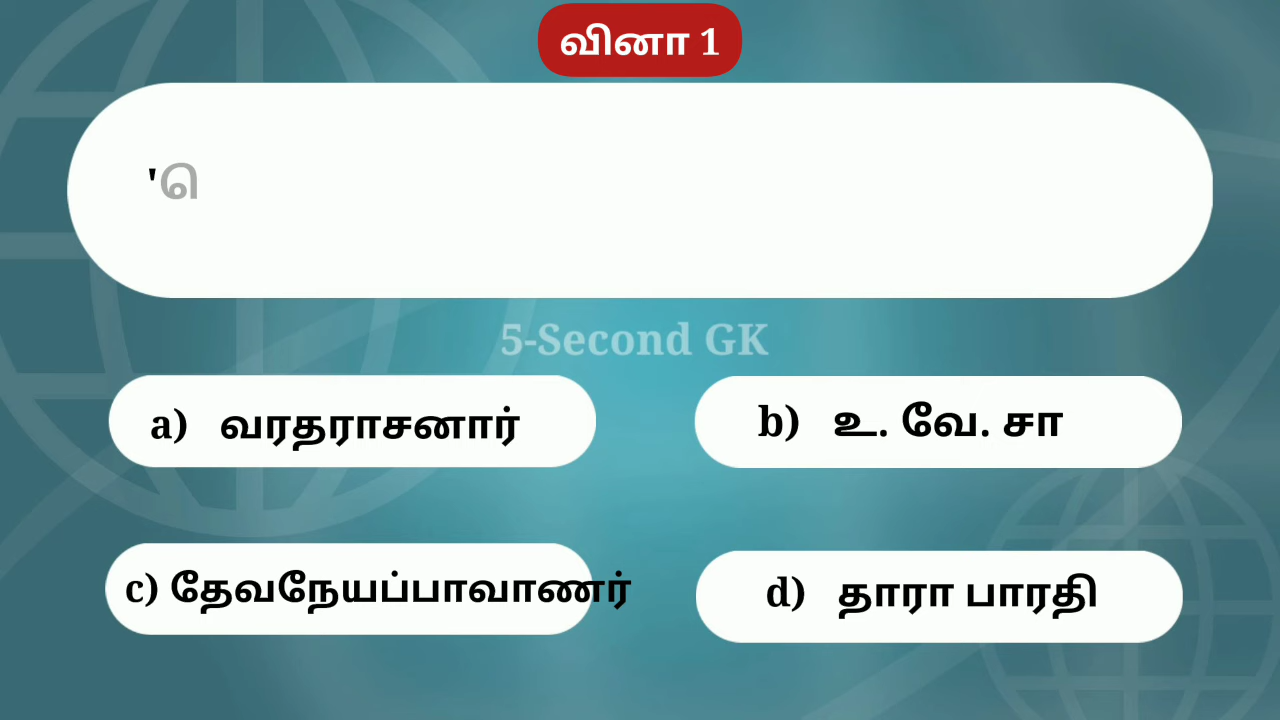 வினா 1
'ெ
5-Second GK
a) வரதராசனார்
b) உ. வே. சா
c) தேவநேயப்பாவாணர்
d) தாரா பாரதி